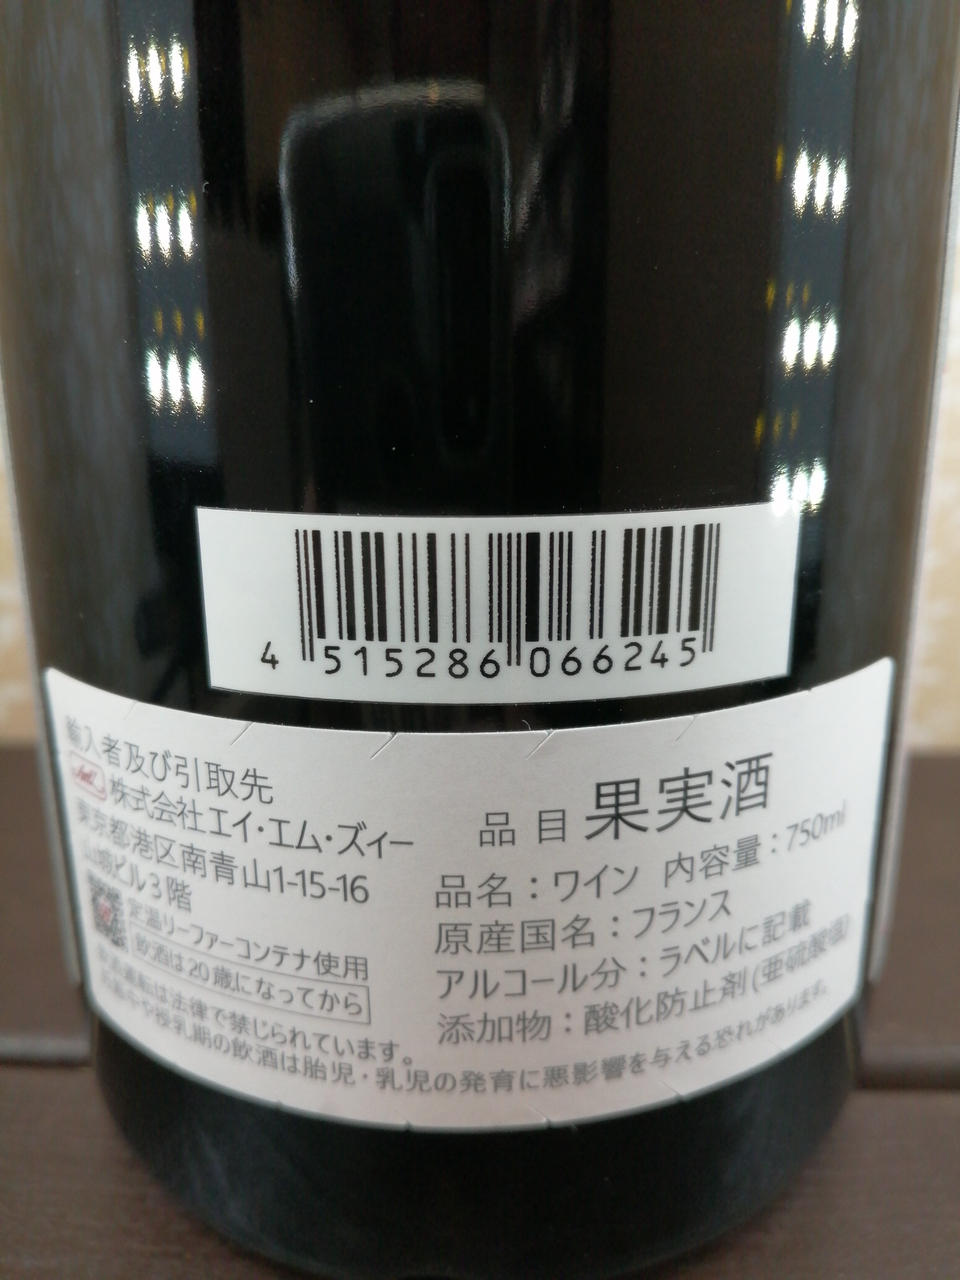 4 515286 066245
輸入者及び引取先
株式会社エイ・エム・ズィー
東京都港区南青山1-15-16
ビル3階
定温リーファーコンテナ使用
飲酒は20歳になってから
飲酒運転は法律で禁じられています。
妊娠中や授乳期の飲酒は胎児・乳児の発育に悪影響を与える恐れがあります。
品目 果実酒
品名：ワイン 内容量：750ml
原産国名：フランス
アルコール分：ラベルに記載
添加物：酸化防止剤(亜硫酸塩)